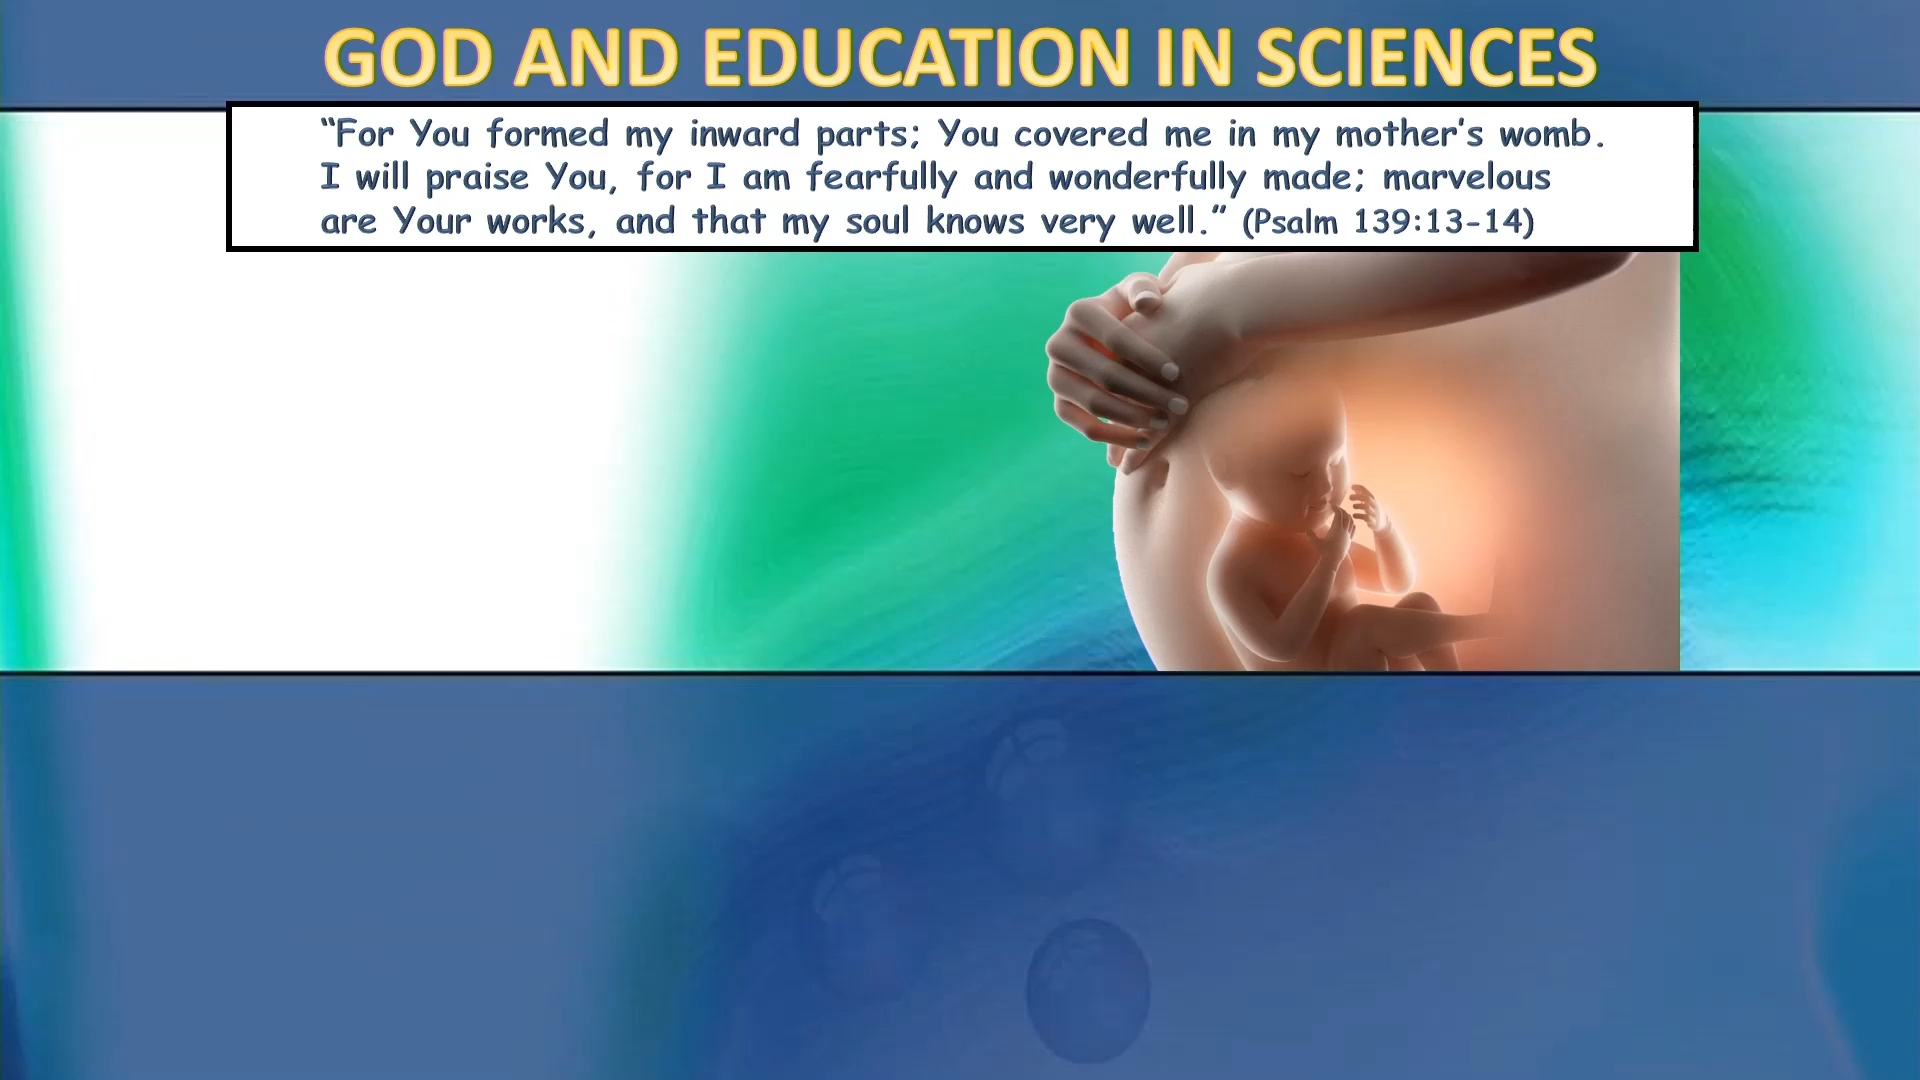 GOD AND EDUCATION IN SCIENCES
“For You formed my inward parts; You covered me in my mother’s womb.
I will praise You, for I am fearfully and wonderfully made; marvelous
are Your works, and that my soul knows very well.” (Psalm 139:13-14)